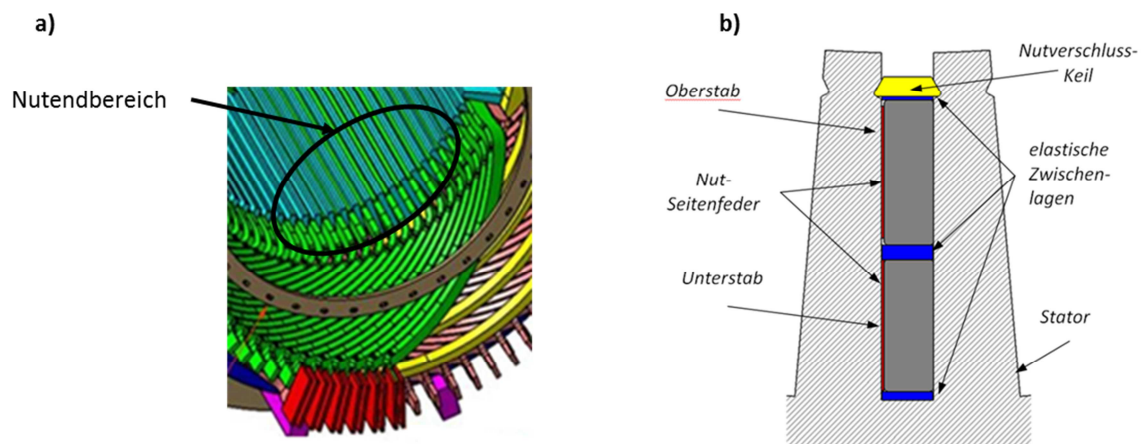 a)
Nutendbereich
b)
Nutverschluss-
Keil
Oberstab
elastische
Zwischen-
lagen
Nut-
Seitenfeder
Unterstab
Stator